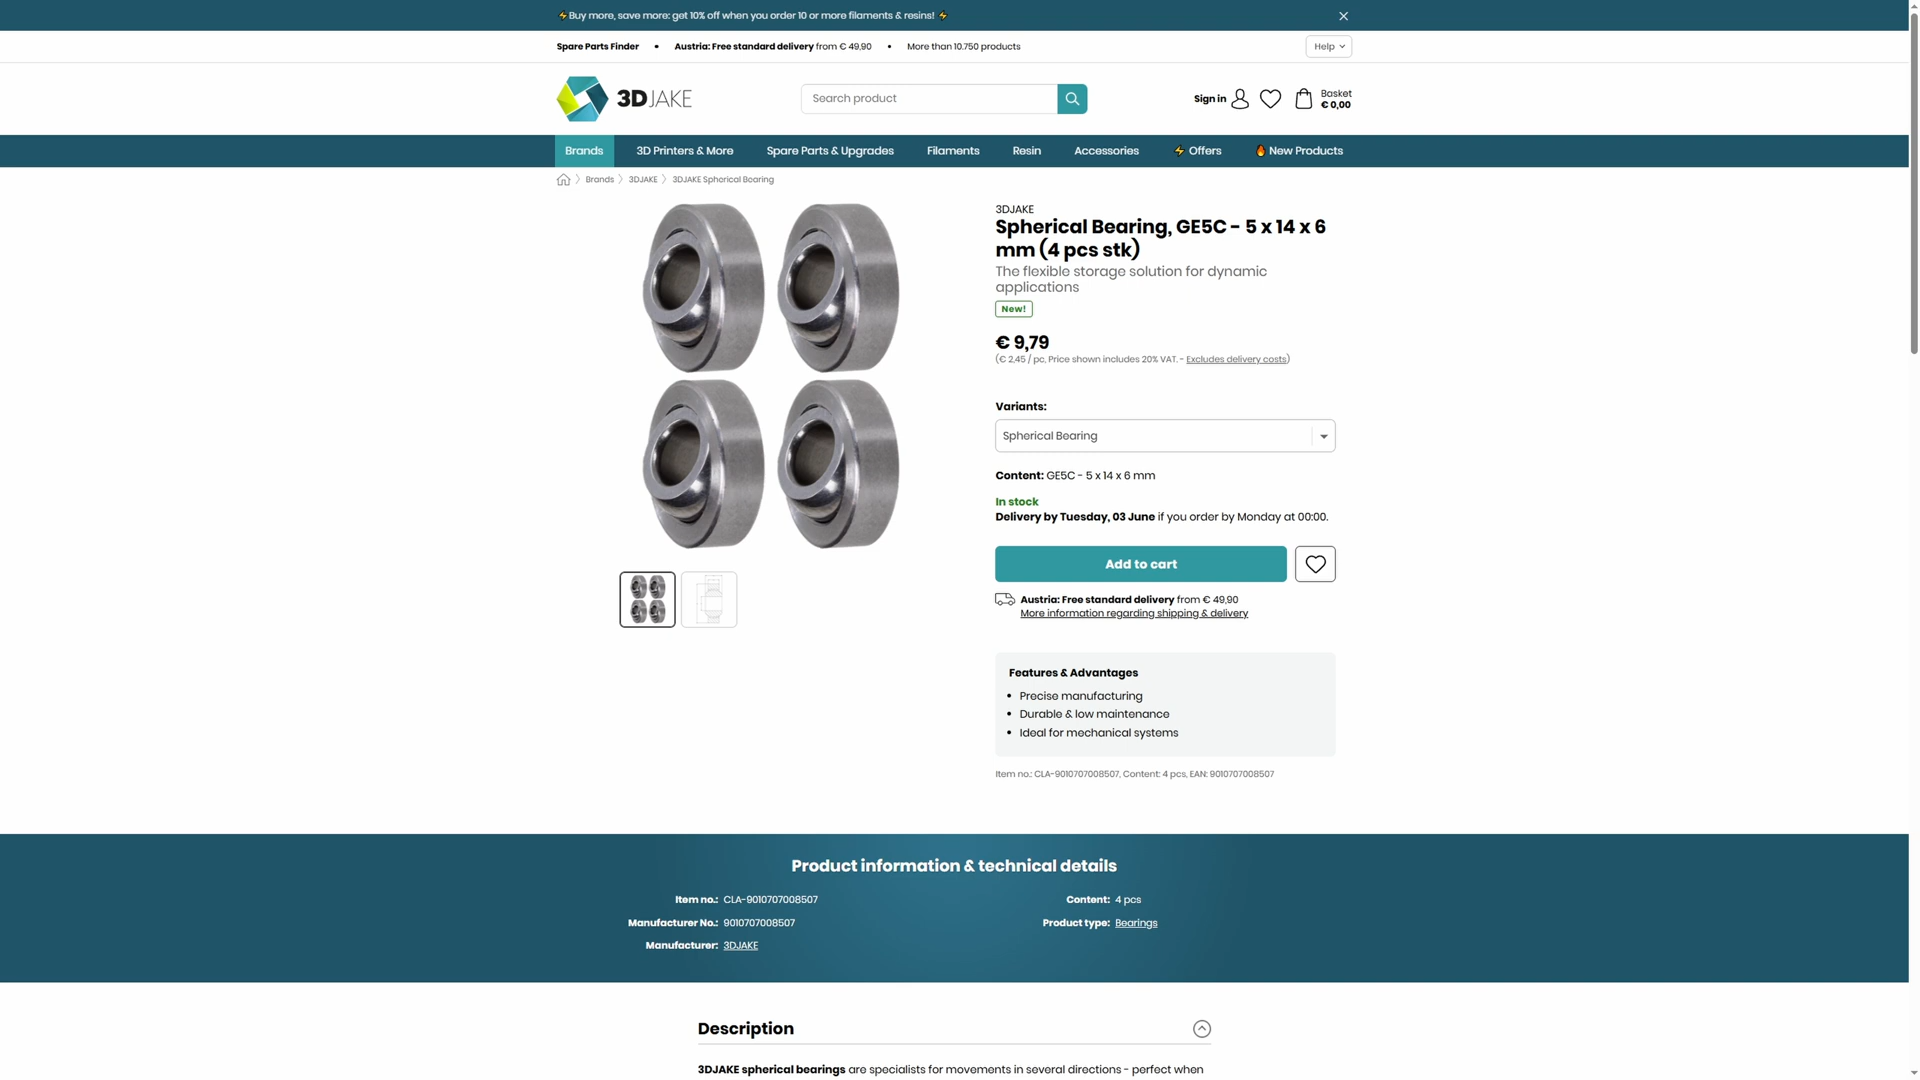 ⚡Buy more, save more: get 10% off when you order 10 or more filaments & resins! ⚡
Spare Parts Finder • Austria: Free standard delivery from € 49,90 • More than 10.750 products
Help
3DJAKE
Search product
Sign in
Basket
€ 0,00
Brands 3D Printers & More Spare Parts & Upgrades Filaments Resin Accessories ⚡ Offers 🔥 New Products
Brands 3DJAKE 3DJAKE Spherical Bearing
3DJAKE
Spherical Bearing, GE5C - 5 x 14 x 6
mm (4 pcs stk)
The flexible storage solution for dynamic
applications
New!
€ 9,79
(€ 2,45 / pc, Price shown includes 20% VAT. - Excludes delivery costs)
Variants:
Spherical Bearing
Content: GE5C - 5 x 14 x 6 mm
In stock
Delivery by Tuesday, 03 June if you order by Monday at 00:00.
Add to cart
Austria: Free standard delivery from € 49,90
More information regarding shipping & delivery
Features & Advantages
• Precise manufacturing
• Durable & low maintenance
• Ideal for mechanical systems
Item no.: CLA-9010707008507, Content: 4 pcs, EAN: 9010707008507
Product information & technical details
Item no.: CLA-9010707008507
Manufacturer No.: 9010707008507
Manufacturer: 3DJAKE
Content: 4 pcs
Product type: Bearings
Description
3DJAKE spherical bearings are specialists for movements in several directions - perfect when